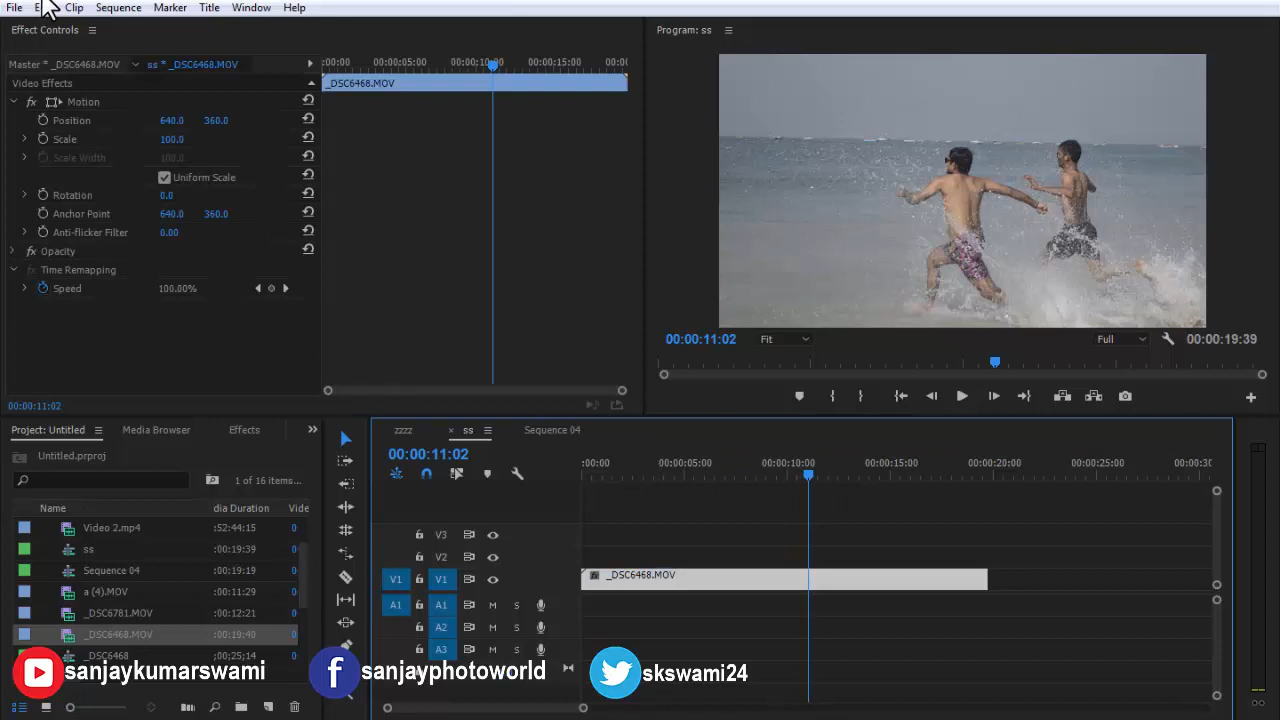 File Clip Sequence Marker Title Window Help
Effect Controls
Program: ss
Master * _DSC6468.MOV
ss * _DSC6468.MOV
:00:00 00:00:05:00 00:00:10:00 00:00:15:00
Video Effects
_DSC6468.MOV
fx Motion
Position 640.0 360.0
Scale 100.0
Scale Width 100.0
Uniform Scale
Rotation 0.0
Anchor Point 640.0 360.0
Anti-flicker Filter 0.00
fx Opacity
fx Time Remapping
Speed 100.00%
00:00:11:02
Fit
Full
00:00:19:39
00:00:11:02
Project: Untitled
Media Browser
Effects
zzzz
× ss
Sequence 04
Untitled.prproj
1 of 16 items...
00:00:11:02
:00:00 00:00:05:00 00:00:10:00 00:00:15:00 00:00:20:00 00:00:25:00 00:00:30
Name dia Duration Vide
Video 2.mp4 :52:44:15 0
ss :00:19:39 0
Sequence 04 :00:19:19 0
a (4).MOV :00:11:29 0
_DSC6781.MOV :00:12:21 0
_DSC6468.MOV :00:19:40 0
_DSC6468 :00;25;14 0
V3
V2
V1 V1
fx _DSC6468.MOV
A1 A1 M S
A2 M S
A3 M S
sanjaykumarswami
f sanjayphotoworld
skswami24